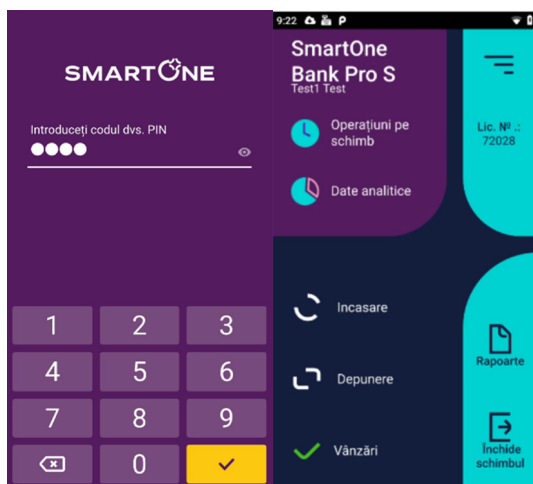 SMARTONE
Introduceți codul dvs. PIN
1 2 3
4 5 6
7 8 9
0
9:22
SmartOne
Bank Pro S
Test1 Test
Operațiuni pe
schimb
Date analitice
Lic. Nº .:
72028
Incasare
Depunere
Vânzări
Rapoarte
Închide
schimbul